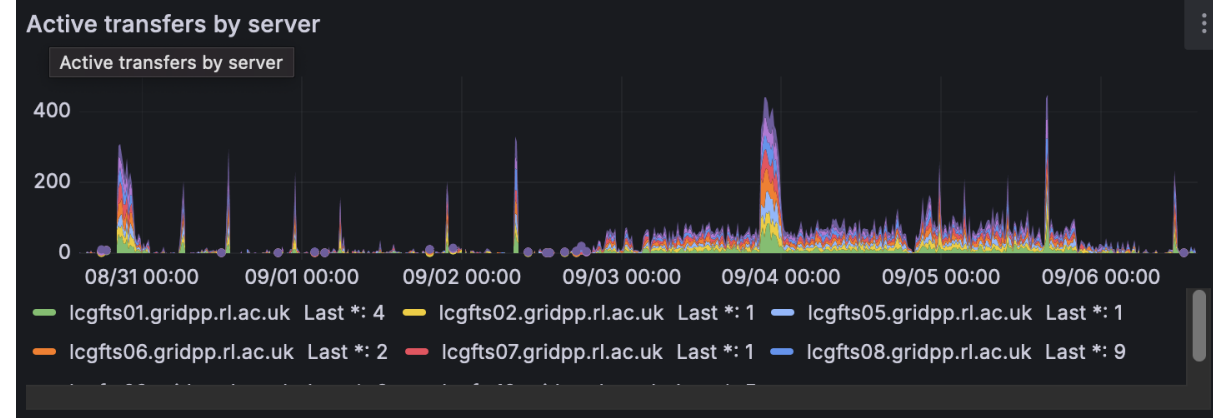 Active transfers by server
Active transfers by server
400
200
0
08/31 00:00 09/01 00:00 09/02 00:00 09/03 00:00 09/04 00:00 09/05 00:00 09/06 00:00
lcgfts01.gridpp.rl.ac.uk Last *: 4 lcgfts02.gridpp.rl.ac.uk Last *: 1 lcgfts05.gridpp.rl.ac.uk Last *: 1
lcgfts06.gridpp.rl.ac.uk Last *: 2 lcgfts07.gridpp.rl.ac.uk Last *: 1 lcgfts08.gridpp.rl.ac.uk Last *: 9